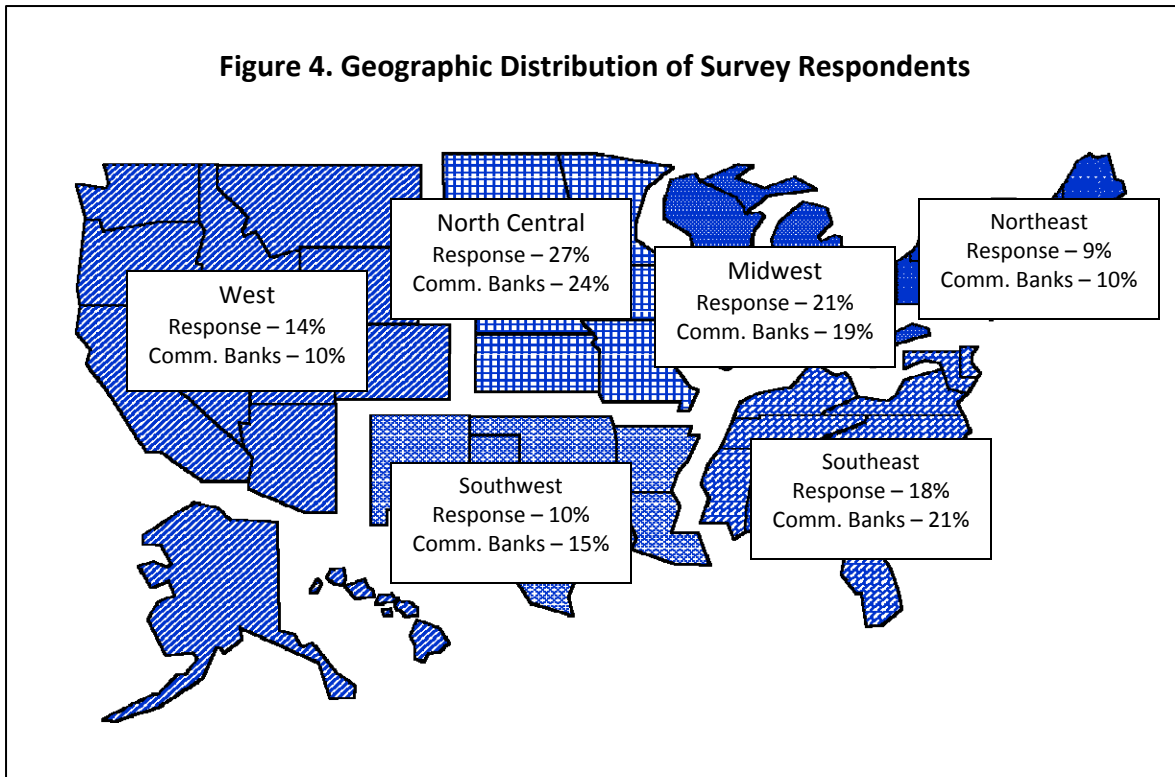 Figure 4. Geographic Distribution of Survey Respondents
North Central
Response – 27%
Comm. Banks – 24%
Northeast
Response – 9%
Comm. Banks – 10%
Midwest
Response – 21%
Comm. Banks – 19%
West
Response – 14%
Comm. Banks – 10%
Southwest
Response – 10%
Comm. Banks – 15%
Southeast
Response – 18%
Comm. Banks – 21%